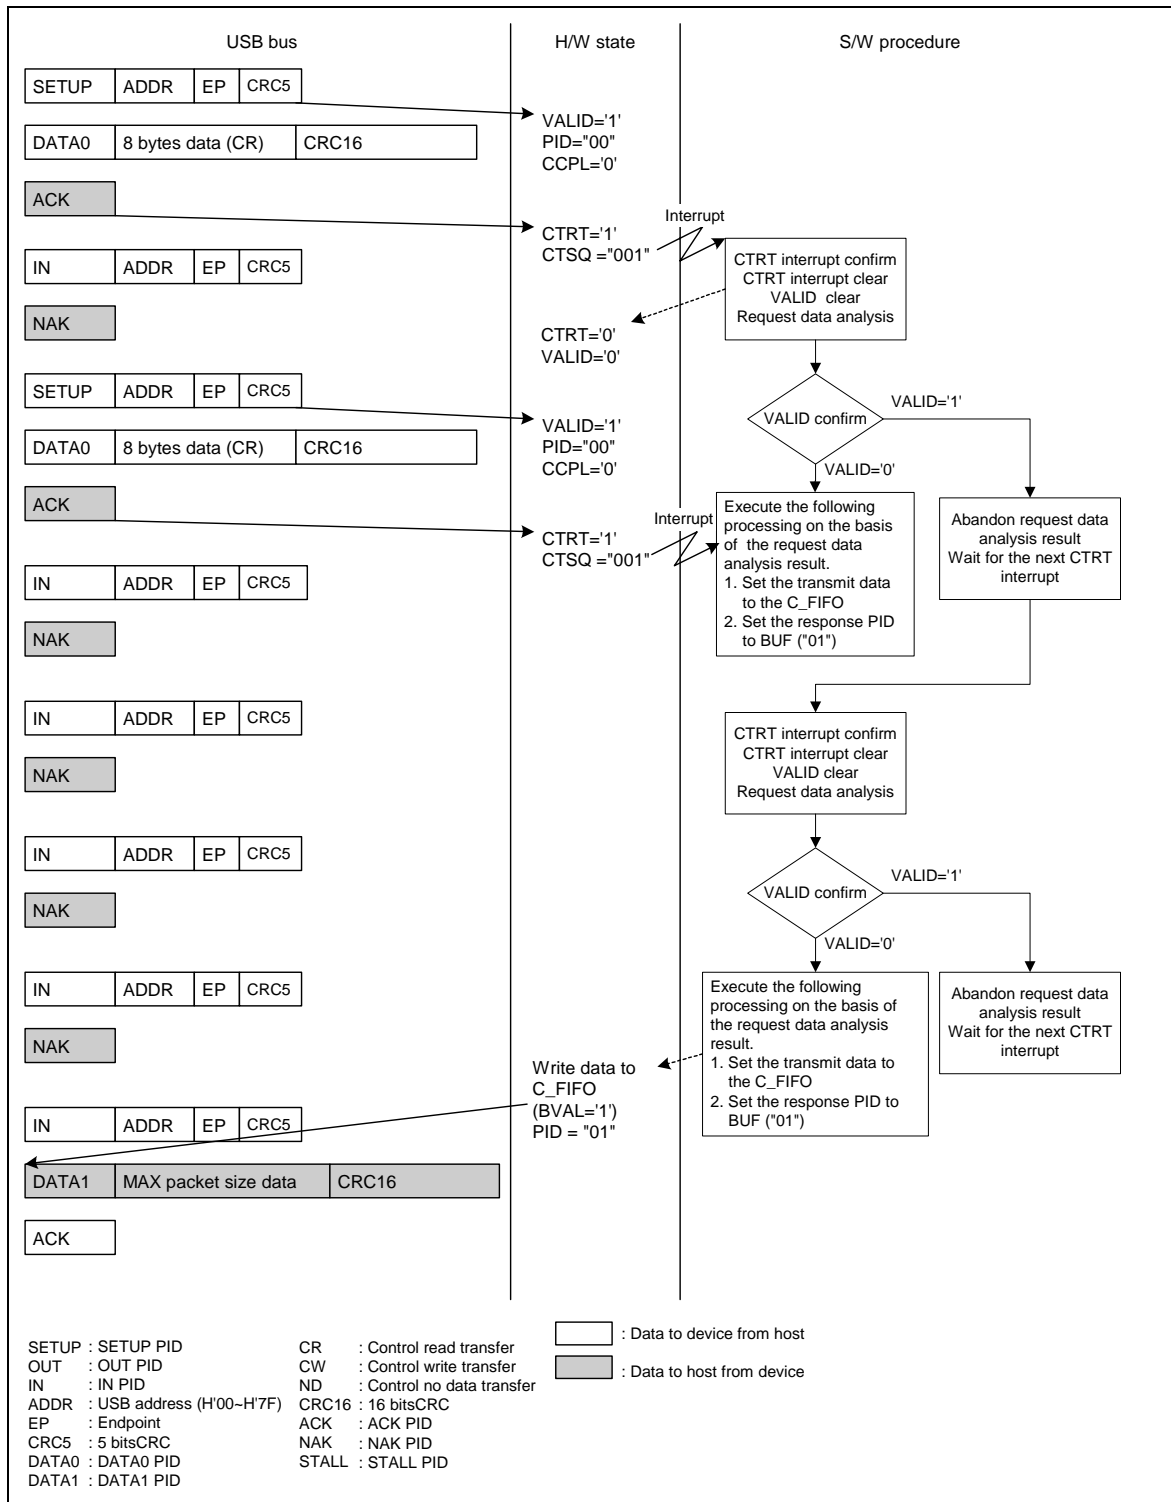 USB bus
H/W state
S/W procedure
SETUP ADDR EP CRC5
VALID='1'
PID="00"
CCPL='0'
DATA0 8 bytes data (CR) CRC16
ACK
Interrupt
CTRT='1'
CTSQ ="001"
CTRT interrupt confirm
CTRT interrupt clear
VALID clear
Request data analysis
IN ADDR EP CRC5
NAK
CTRT='0'
VALID='0'
SETUP ADDR EP CRC5
VALID='1'
PID="00"
CCPL='0'
VALID confirm
VALID='1'
VALID='0'
DATA0 8 bytes data (CR) CRC16
ACK
Interrupt
CTRT='1'
CTSQ ="001"
Execute the following
processing on the basis
of the request data
analysis result.
1. Set the transmit data
to the C_FIFO
2. Set the response PID
to BUF ("01")
Abandon request data
analysis result
Wait for the next CTRT
interrupt
IN ADDR EP CRC5
NAK
IN ADDR EP CRC5
NAK
CTRT interrupt confirm
CTRT interrupt clear
VALID clear
Request data analysis
IN ADDR EP CRC5
NAK
VALID confirm
VALID='1'
VALID='0'
IN ADDR EP CRC5
NAK
Execute the following
processing on the basis of
the request data analysis
result.
1. Set the transmit data to
the C_FIFO
2. Set the response PID to
BUF ("01")
Abandon request data
analysis result
Wait for the next CTRT
interrupt
Write data to
C_FIFO
(BVAL='1')
PID = "01"
IN ADDR EP CRC5
DATA1 MAX packet size data CRC16
ACK
SETUP : SETUP PID
OUT : OUT PID
IN : IN PID
ADDR : USB address (H'00~H'7F)
EP : Endpoint
CRC5 : 5 bitsCRC
DATA0 : DATA0 PID
DATA1 : DATA1 PID
CR : Control read transfer
CW : Control write transfer
ND : Control no data transfer
CRC16 : 16 bitsCRC
ACK : ACK PID
NAK : NAK PID
STALL : STALL PID
: Data to device from host
: Data to host from device